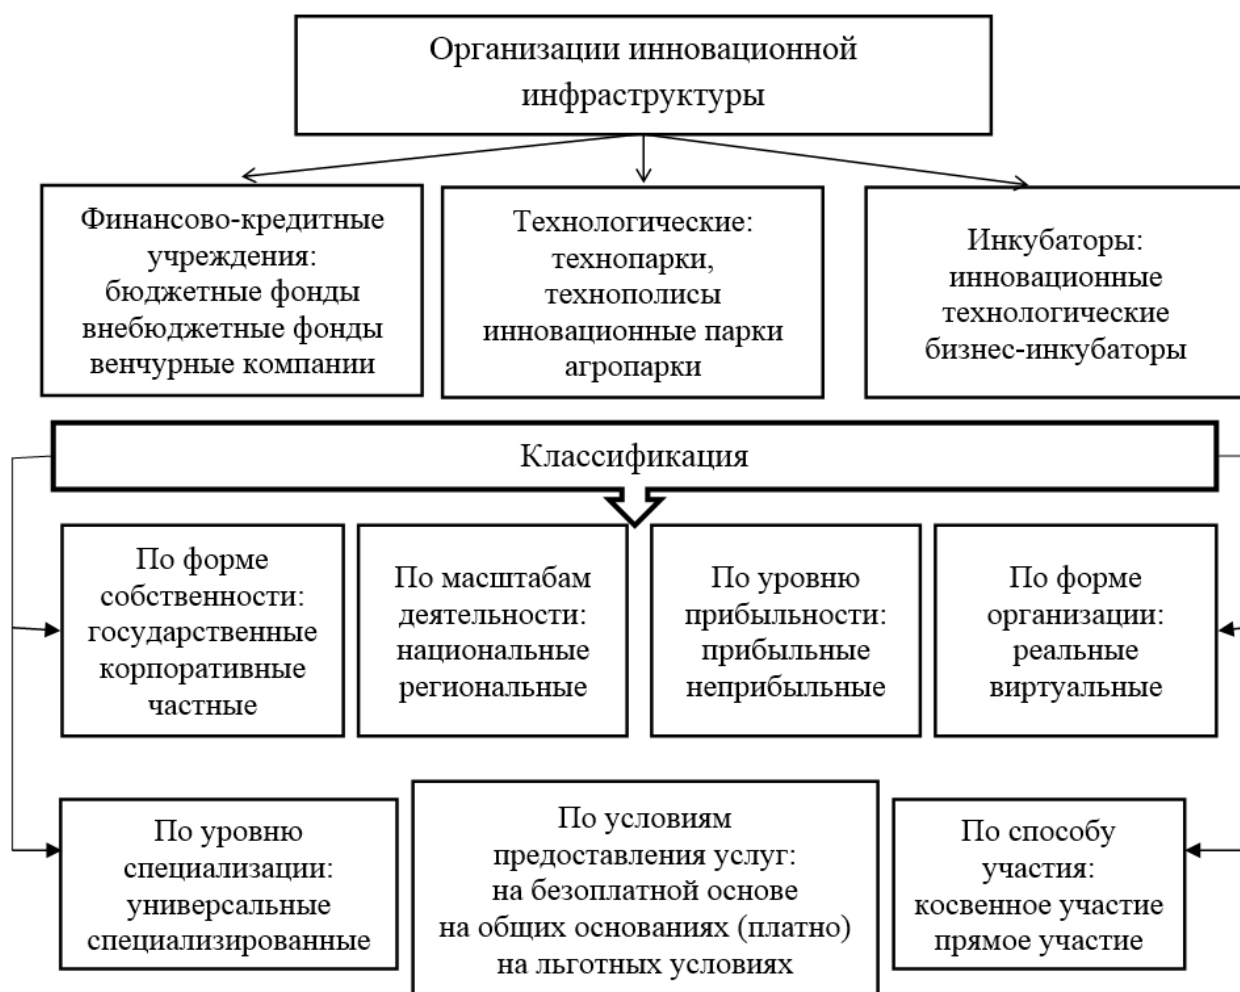 Организации инновационной
инфраструктуры
Финансово-кредитные
учреждения:
бюджетные фонды
внебюджетные фонды
венчурные компании
Технологические:
технопарки,
технополисы
инновационные парки
агропарки
Инкубаторы:
инновационные
технологические
бизнес-инкубаторы
Классификация
По форме
собственности:
государственные
корпоративные
частные
По масштабам
деятельности:
национальные
региональные
По уровню
прибыльности:
прибыльные
неприбыльные
По форме
организации:
реальные
виртуальные
По уровню
специализации:
универсальные
специализированные
По условиям
предоставления услуг:
на безоплатной основе
на общих основаниях (платно)
на льготных условиях
По способу
участия:
косвенное участие
прямое участие